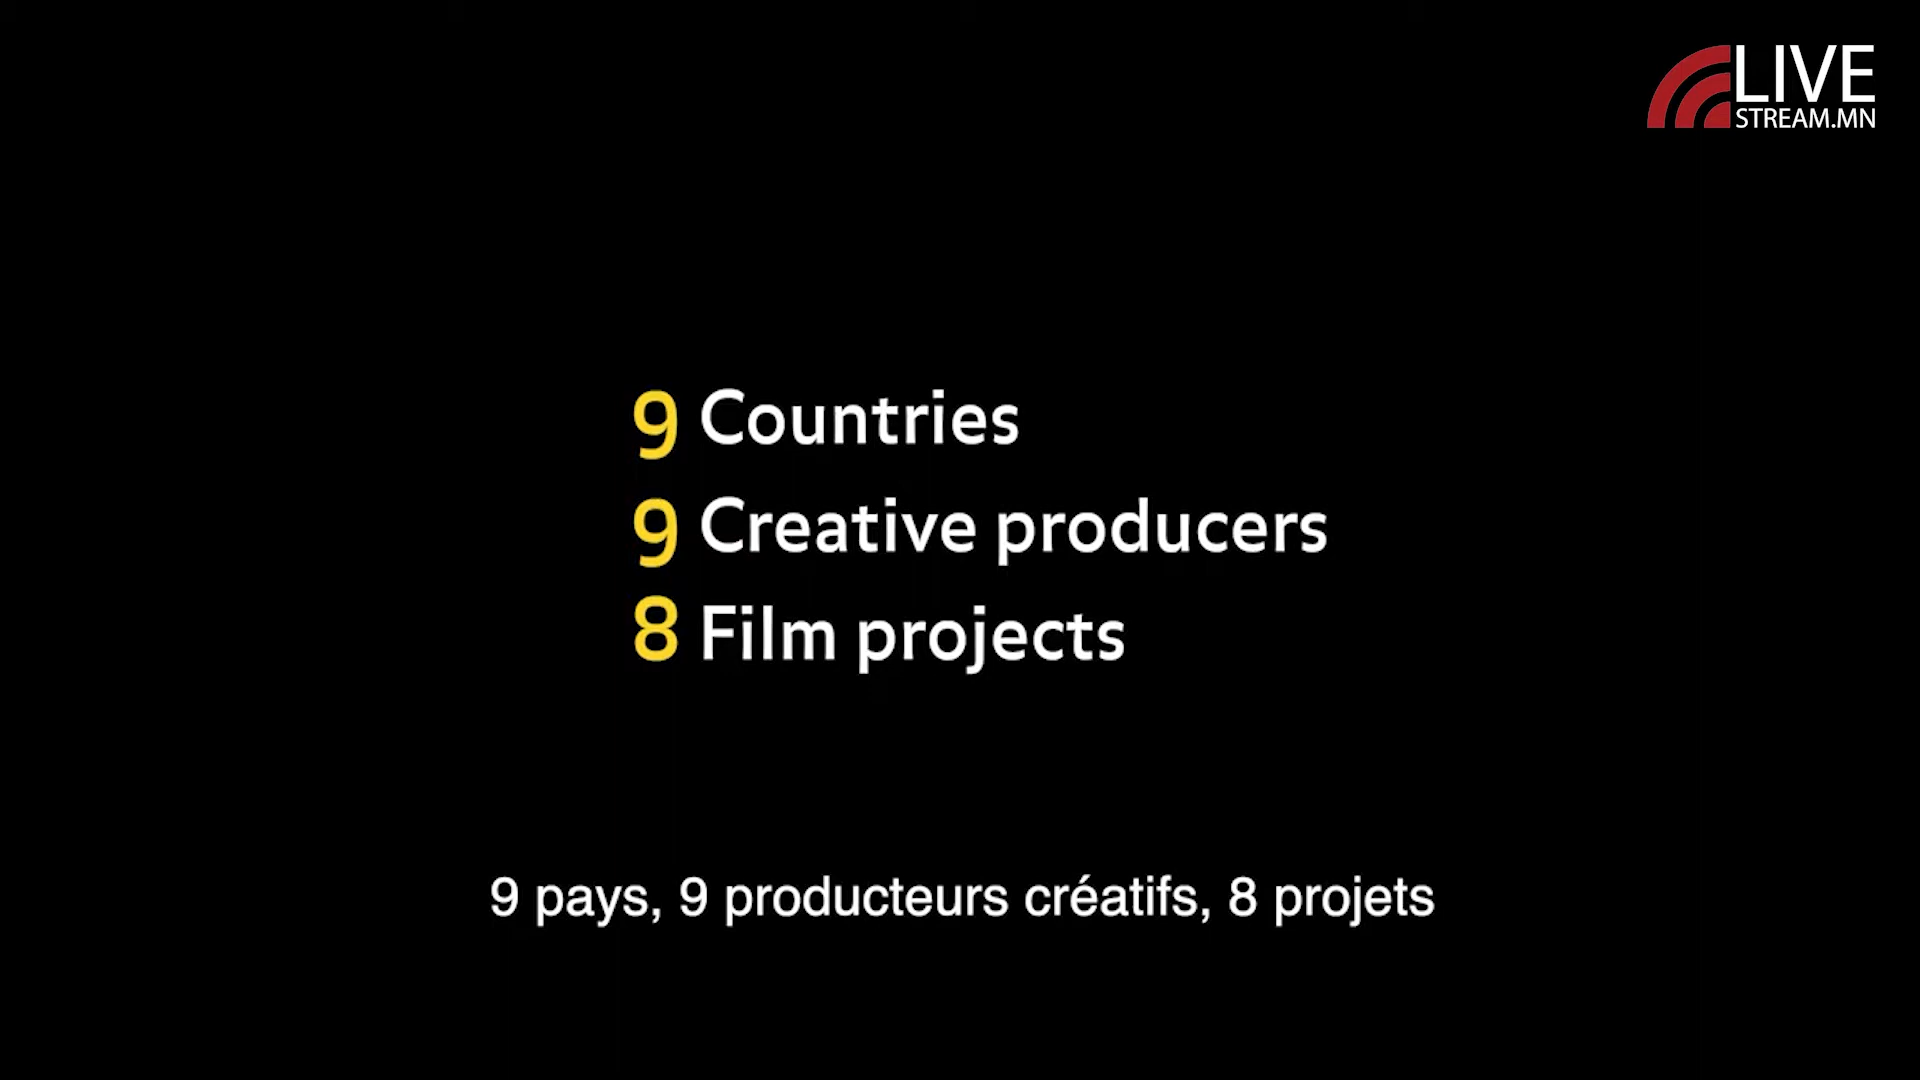 LIVE
STREAM.MN
9 Countries
9 Creative producers
8 Film projects
9 pays, 9 producteurs créatifs, 8 projets